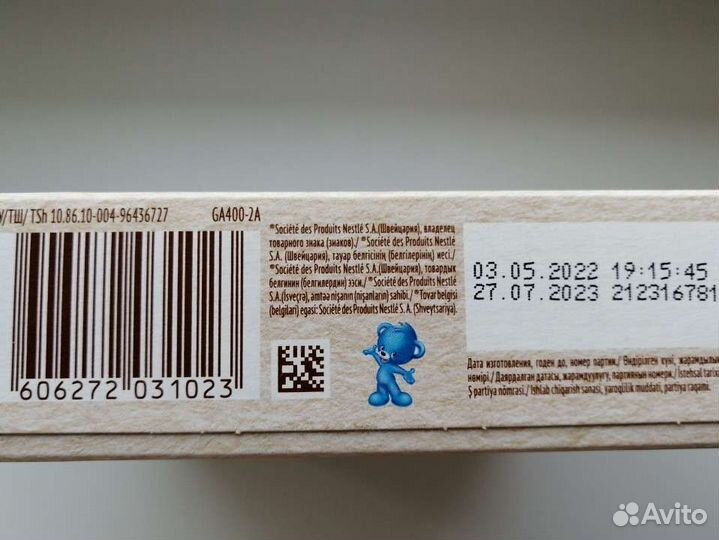 /ТШ/ TSh 10.86.10-004-96436727 GA400-2A
606272 031023
*Société des Produits Nestlé S.A.(Швейцария), владелец
товарного знака (знаков)./ *Société des Produits Nestlé
S.A. (Швейцария), тауар белгісінің (белгілерінің) иесі./
*Société des Produits Nestlé S.A.(Швейцария), товардык
белгинин (белгилердин) ээси./ *Société des Produits Nestlé
S.A.(İsveçrə), əmtəə nişanın (nişanların) sahibi./ *Tovar belgisi
(belgilari) egasi: Société des Produits Nestlé S.A. (Shveytsariya).
03.05.2022 19:15:45
27.07.2023 212316781
Дата изготовления, годен до, номер партии./ Өндірілген күні, жарамдылы
нөмірі./ Даярдалган датасы, жарамдуулугу, партиянын номери./ İstehsal tarix
Ş partiya nömrəsi./ Ishlab chiqarish sanasi, yaroqlilik muddati, partiya raqami.
Avito